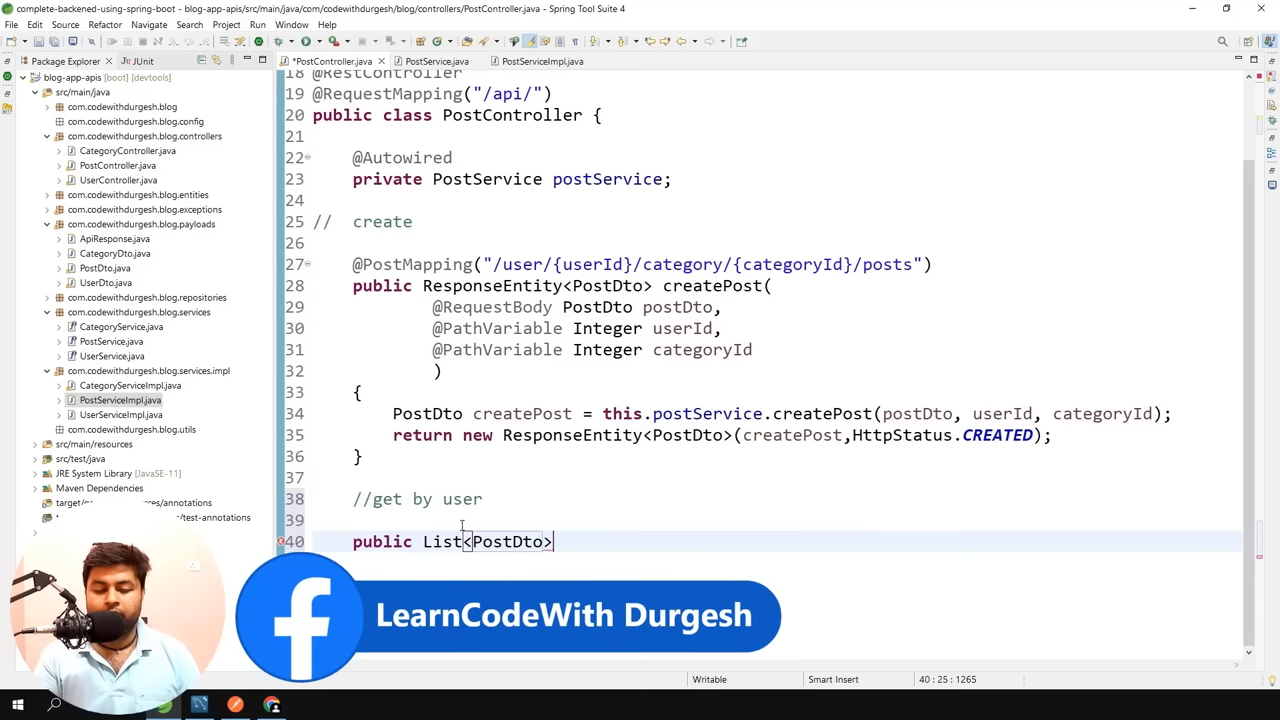 complete-backened-using-spring-boot - blog-app-apis/src/main/java/com/codewithdurgesh/blog/controllers/PostController.java - Spring Tool Suite 4
File Edit Source Refactor Navigate Search Project Run Window Help
Package Explorer JUnit
*PostController.java PostService.java PostServiceImpl.java
blog-app-apis [boot] [devtools]
src/main/java
com.codewithdurgesh.blog
com.codewithdurgesh.blog.config
com.codewithdurgesh.blog.controllers
CategoryController.java
PostController.java
UserController.java
com.codewithdurgesh.blog.entities
com.codewithdurgesh.blog.exceptions
com.codewithdurgesh.blog.payloads
ApiResponse.java
CategoryDto.java
PostDto.java
UserDto.java
com.codewithdurgesh.blog.repositories
com.codewithdurgesh.blog.services
CategoryService.java
PostService.java
UserService.java
com.codewithdurgesh.blog.services.impl
CategoryServiceImpl.java
PostServiceImpl.java
UserServiceImpl.java
com.codewithdurgesh.blog.utils
src/main/resources
src/test/java
JRE System Library [JavaSE-11]
Maven Dependencies
18 @RestController
19 @RequestMapping("/api/")
20 public class PostController {
21
22 @Autowired
23 private PostService postService;
24
25 // create
26
27 @PostMapping("/user/{userId}/category/{categoryId}/posts")
28 public ResponseEntity<PostDto> createPost(
29 @RequestBody PostDto postDto,
30 @PathVariable Integer userId,
31 @PathVariable Integer categoryId
32 )
33 {
34 PostDto createPost = this.postService.createPost(postDto, userId, categoryId);
35 return new ResponseEntity<PostDto>(createPost,HttpStatus.CREATED);
36 }
37
38 //get by user
39
40 public List<PostDto>
LearnCodeWith Durgesh
Writable Smart Insert 40 : 25 : 1265